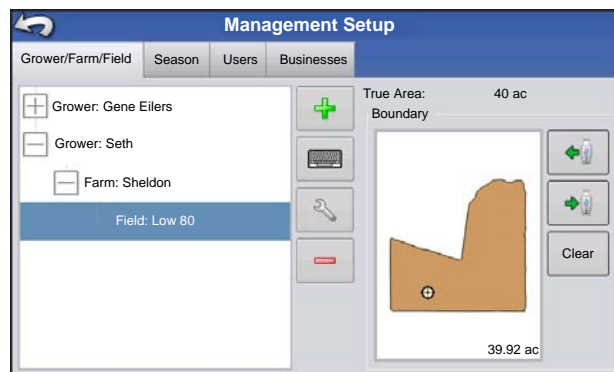 Management Setup
Grower/Farm/Field Season Users Businesses
Grower: Gene Eilers
Grower: Seth
Farm: Sheldon
Field: Low 80
True Area: 40 ac
Boundary
Clear
39.92 ac